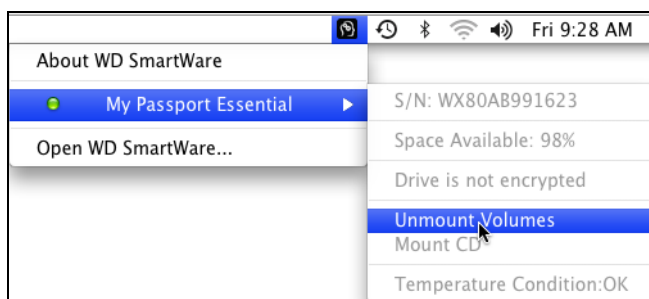 Fri 9:28 AM
About WD SmartWare
My Passport Essential
Open WD SmartWare...
S/N: WX80AB991623
Space Available: 98%
Drive is not encrypted
Unmount Volumes
Mount CD
Temperature Condition:OK